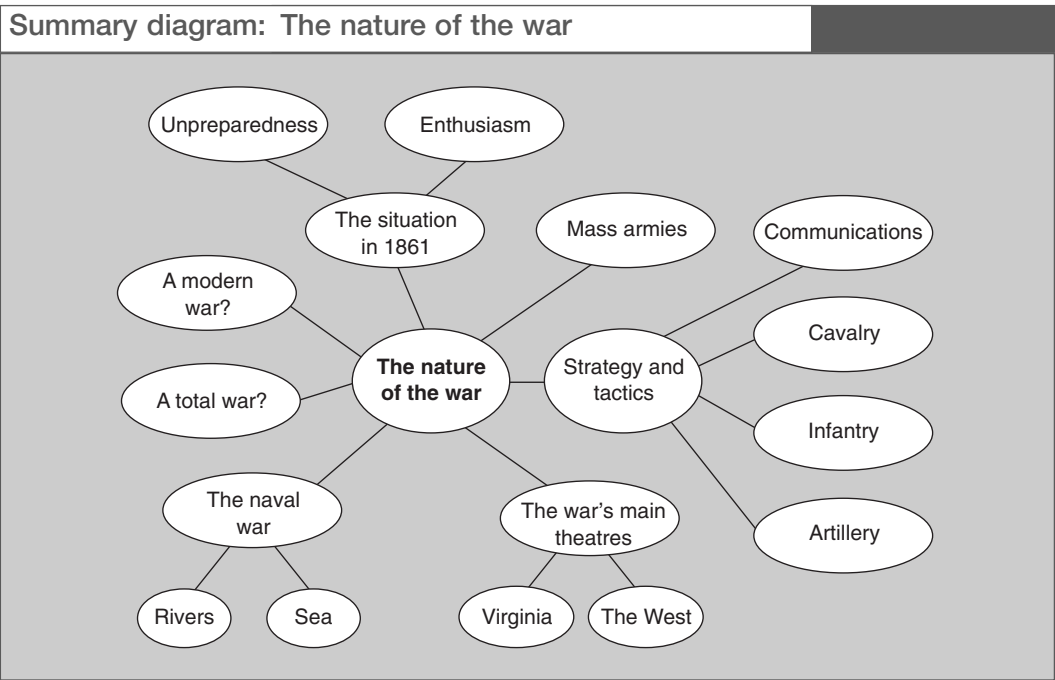 Summary diagram: The nature of the war
Unpreparedness
Enthusiasm
The situation
in 1861
Mass armies
Communications
A modern
war?
Cavalry
The nature
of the war
Strategy and
tactics
A total war?
Infantry
The naval
war
The war's main
theatres
Artillery
Rivers
Sea
Virginia
The West